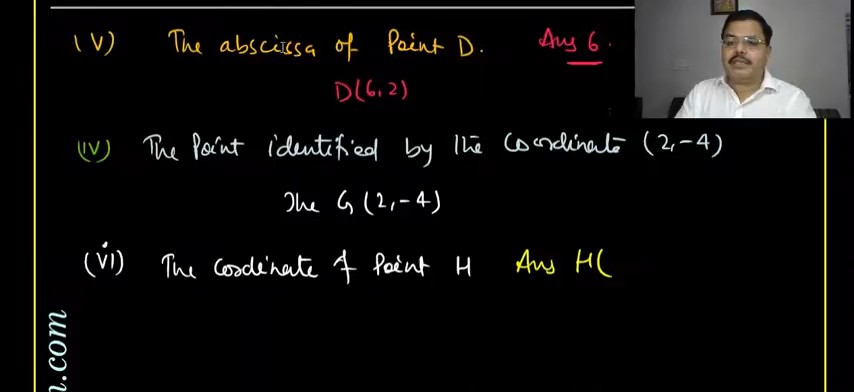 (V) The abscissa of Point D. Ans 6.
D(6,2)
(IV) The Point identified by the coordinate (2,-4)
The G(2,-4)
(VI) The coordinate of Point H Ans H(
.com